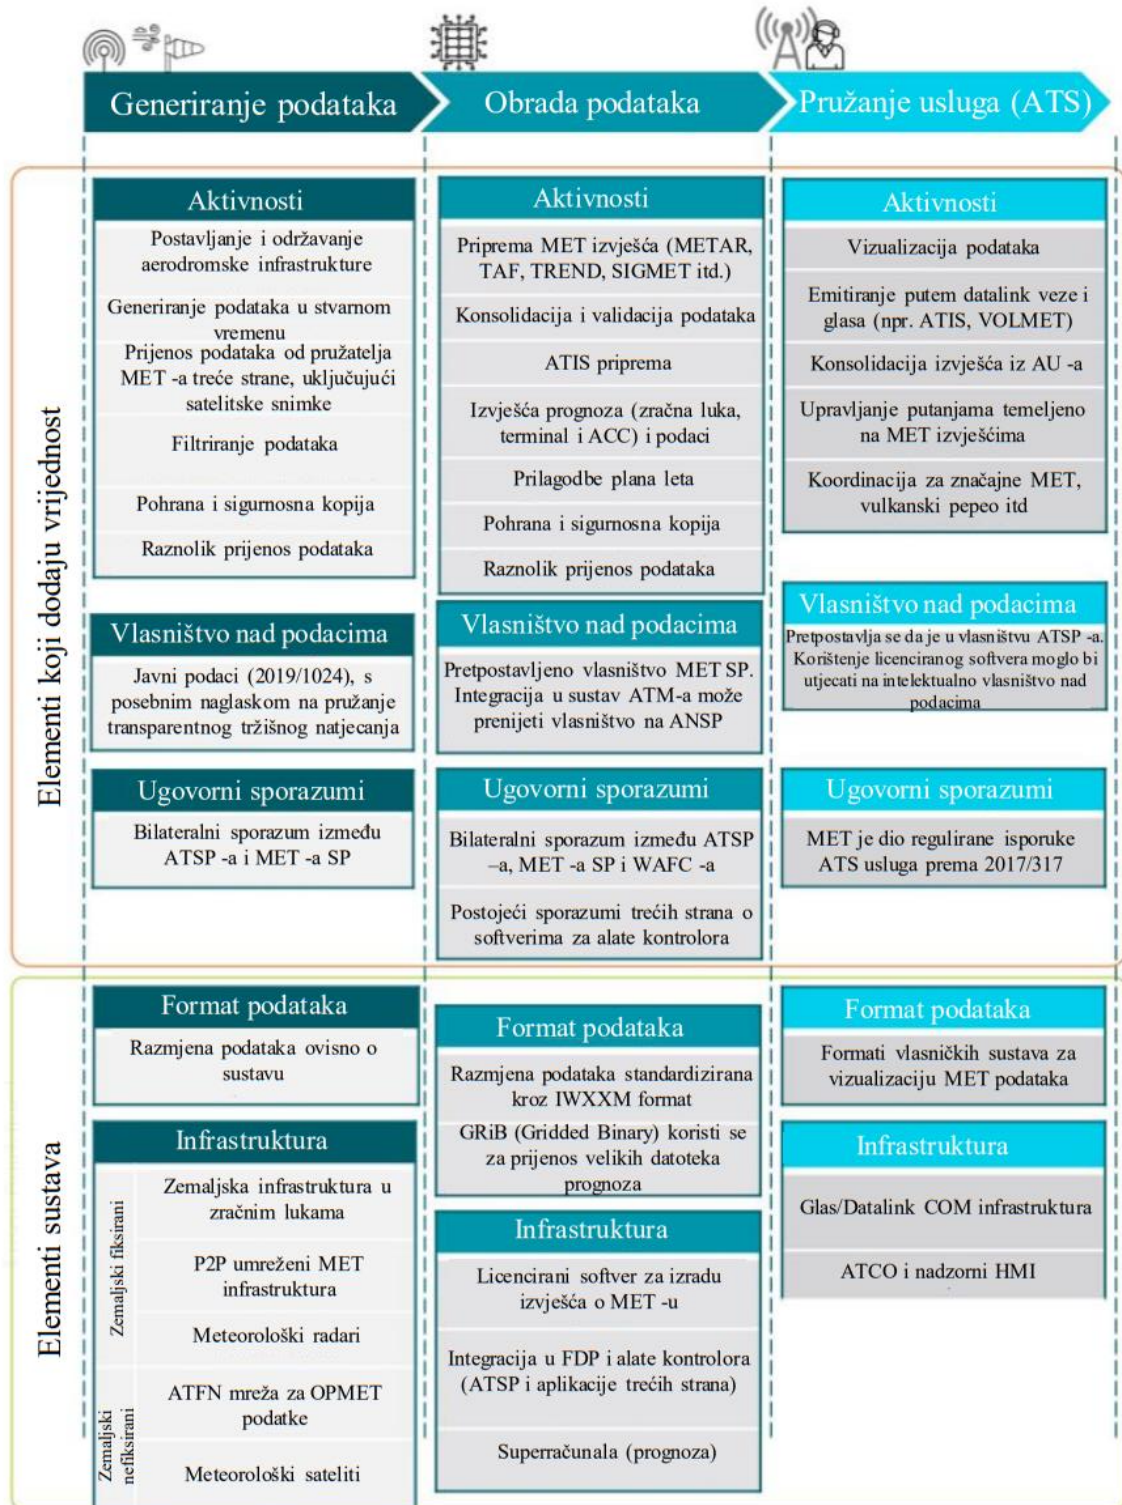 Generiranje podataka
Obrada podataka
Pružanje usluga (ATS)
Elementi koji dodaju vrijednost
Aktivnosti
Postavljanje i održavanje
aerodromske infrastrukture
Generiranje podataka u stvarnom
vremenu
Prijenos podataka od pružatelja
MET -a treće strane, uključujući
satelitske snimke
Filtriranje podataka
Pohrana i sigurnosna kopija
Raznolik prijenos podataka
Vlasništvo nad podacima
Javni podaci (2019/1024), s
posebnim naglaskom na pružanje
transparentnog tržišnog natjecanja
Ugovorni sporazumi
Bilateralni sporazum između
ATSP -a i MET -a SP
Aktivnosti
Priprema MET izvješća (METAR,
TAF, TREND, SIGMET itd.)
Konsolidacija i validacija podataka
ATIS priprema
Izvješća prognoza (zračna luka,
terminal i ACC) i podaci
Prilagodbe plana leta
Pohrana i sigurnosna kopija
Raznolik prijenos podataka
Vlasništvo nad podacima
Pretpostavljeno vlasništvo MET SP.
Integracija u sustav ATM-a može
prenijeti vlasništvo na ANSP
Ugovorni sporazumi
Bilateralni sporazum između ATSP
–a, MET -a SP i WAFC -a
Postojeći sporazumi trećih strana o
softverima za alate kontrolora
Aktivnosti
Vizualizacija podataka
Emitiranje putem datalink veze i
glasa (npr. ATIS, VOLMET)
Konsolidacija izvješća iz AU -a
Upravljanje putanjama temeljeno
na MET izvješćima
Koordinacija za značajne MET,
vulkanski pepeo itd
Vlasništvo nad podacima
Pretpostavlja se da je u vlasništvu ATSP -a.
Korištenje licenciranog softvera moglo bi
utjecati na intelektualno vlasništvo nad
podacima
Ugovorni sporazumi
MET je dio regulirane isporuke
ATS usluga prema 2017/317
Elementi sustava
Format podataka
Razmjena podataka ovisno o
sustavu
Infrastruktura
Zemaljski fiksirani
Zemaljska infrastruktura u
zračnim lukama
P2P umreženi MET
infrastruktura
Meteorološki radari
Zemaljski
nefiksirani
ATFN mreža za OPMET
podatke
Meteorološki sateliti
Format podataka
Razmjena podataka standardizirana
kroz IWXXM format
GRiB (Gridded Binary) koristi se
za prijenos velikih datoteka
prognoza
Infrastruktura
Licencirani softver za izradu
izvješća o MET -u
Integracija u FDP i alate kontrolora
(ATSP i aplikacije trećih strana)
Superračunala (prognoza)
Format podataka
Formati vlasničkih sustava za
vizualizaciju MET podataka
Infrastruktura
Glas/Datalink COM infrastruktura
ATCO i nadzorni HMI